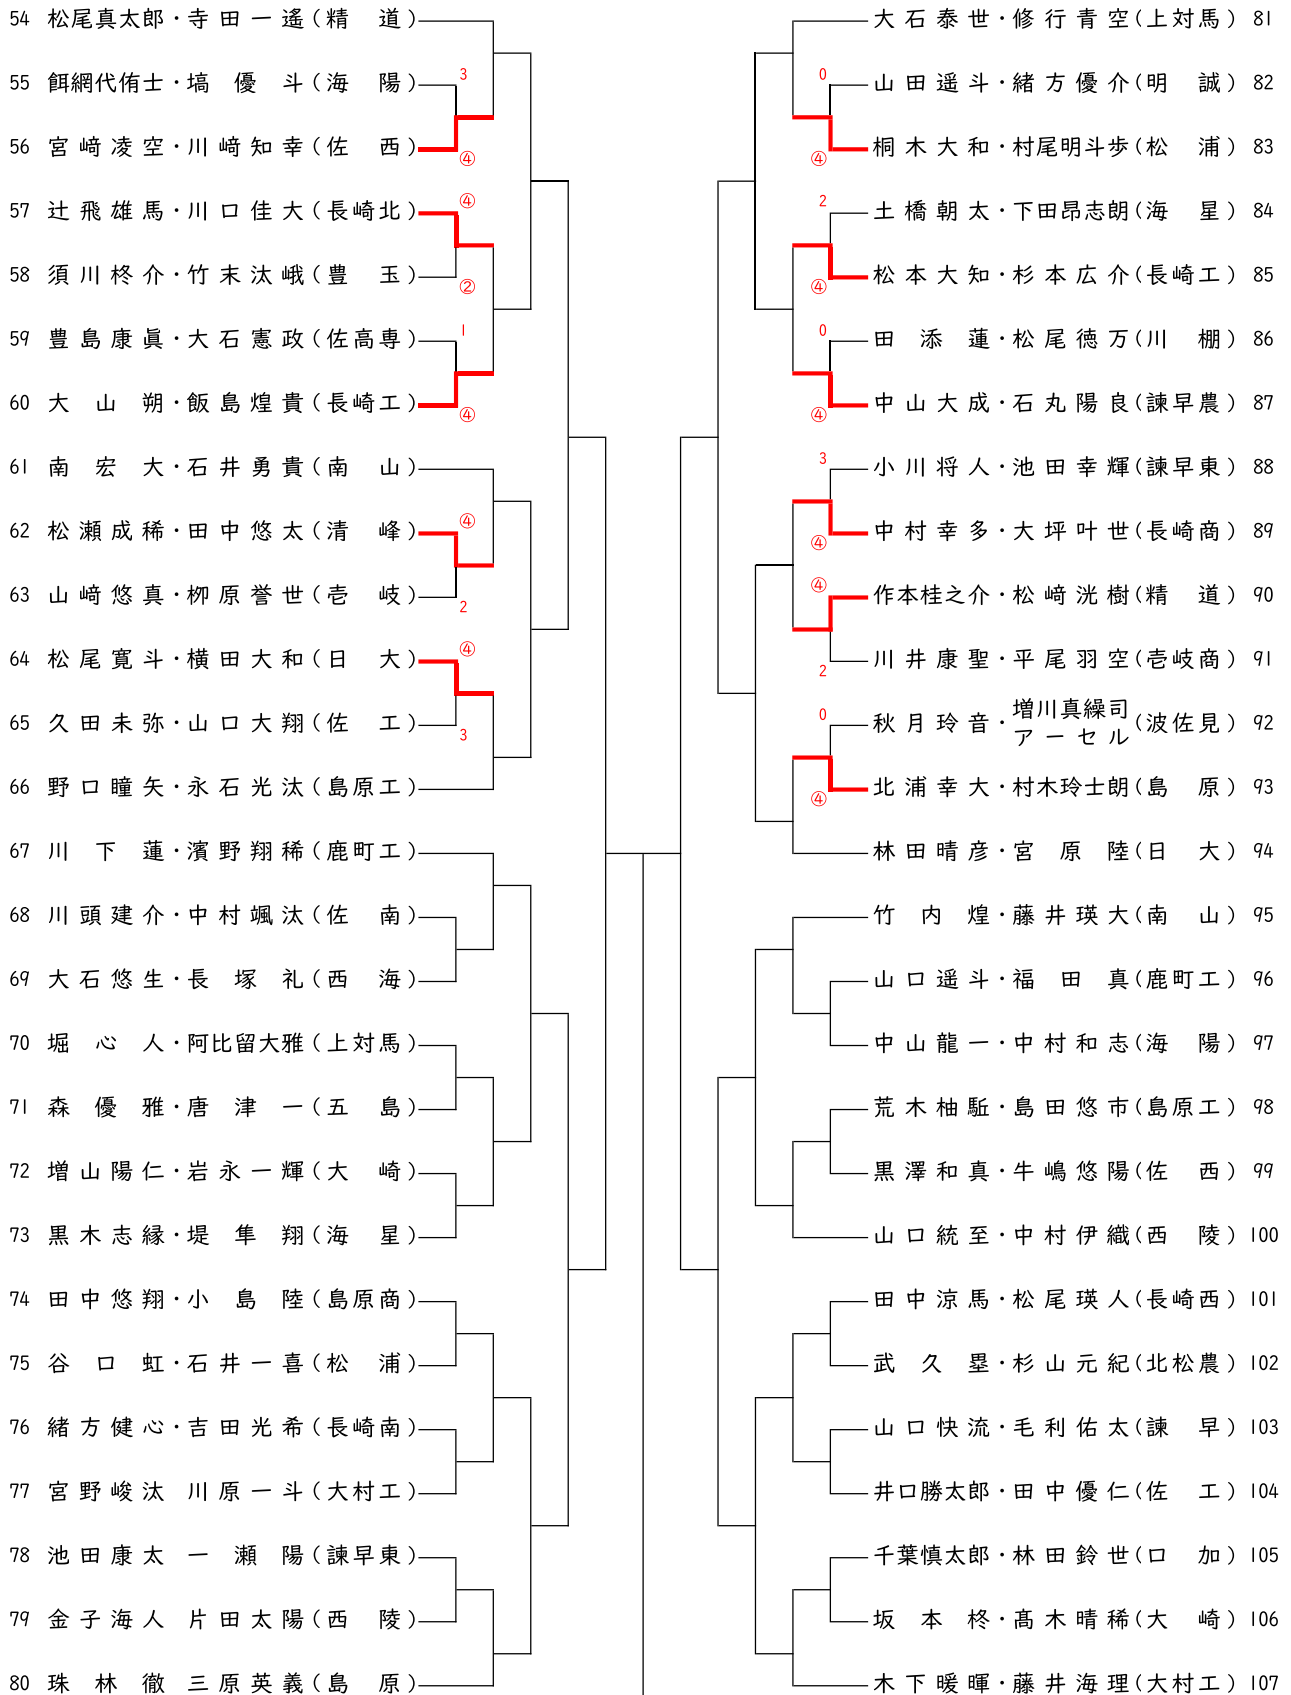 54 松尾真太郎・寺田一遙(精　道)
55 餌網代侑士・塙　優　斗(海　陽)
3
56 宮﨑凌空・川﨑知幸(佐　西)
④
57 辻飛雄馬・川口佳大(長崎北)
④
58 須川柊介・竹末汰峨(豊　玉)
②
59 豊島康眞・大石憲政(佐高専)
1
60 大　山　朔・飯島煌貴(長崎工)
④
61 南　宏　大・石井勇貴(南　山)
62 松瀬成稀・田中悠太(清　峰)
④
63 山﨑悠真・栁原誉世(壱　岐)
2
64 松尾寛斗・横田大和(日　大)
④
65 久田未弥・山口大翔(佐　工)
3
66 野口瞳矢・永石光汰(島原工)
67 川　下　蓮・濱野翔稀(鹿町工)
68 川頭建介・中村颯汰(佐　南)
69 大石悠生・長　塚　礼(西　海)
70 堀　心　人・阿比留大雅(上対馬)
71 森　優　雅・唐　津　一(五　島)
72 増山陽仁・岩永一輝(大　崎)
73 黒木志縁・堤　隼　翔(海　星)
74 田中悠翔・小　島　陸(島原商)
75 谷　口　虹・石井一喜(松　浦)
76 緒方健心・吉田光希(長崎南)
77 宮野峻汰　川原一斗(大村工)
78 池田康太　一　瀬　陽(諫早東)
79 金子海人　片田太陽(西　陵)
80 珠　林　徹　三原英義(島　原)
大石泰世・修行青空(上対馬) 81
0
山田遥斗・緒方優介(明　誠) 82
桐木大和・村尾明斗歩(松　浦) 83
④
2
土橋朝太・下田昂志朗(海　星) 84
松本大知・杉本広介(長崎工) 85
④
0
田　添　蓮・松尾徳万(川　棚) 86
中山大成・石丸陽良(諫早農) 87
④
3
小川将人・池田幸輝(諫早東) 88
中村幸多・大坪叶世(長崎商) 89
④
④
作本桂之介・松﨑洸樹(精　道) 90
川井康聖・平尾羽空(壱岐商) 91
2
0
秋月玲音・増川真繰司アーセル(波佐見) 92
北浦幸大・村木玲士朗(島　原) 93
④
林田晴彦・宮　原　陸(日　大) 94
竹　内　煌・藤井瑛大(南　山) 95
山口遥斗・福　田　真(鹿町工) 96
中山龍一・中村和志(海　陽) 97
荒木柚駈・島田悠市(島原工) 98
黒澤和真・牛嶋悠陽(佐　西) 99
山口統至・中村伊織(西　陵) 100
田中涼馬・松尾瑛人(長崎西) 101
武　久　塁・杉山元紀(北松農) 102
山口快流・毛利佑太(諫　早) 103
井口勝太郎・田中優仁(佐　工) 104
千葉慎太郎・林田鈴世(口　加) 105
坂　本　柊・髙木晴稀(大　崎) 106
木下暖暉・藤井海理(大村工) 107